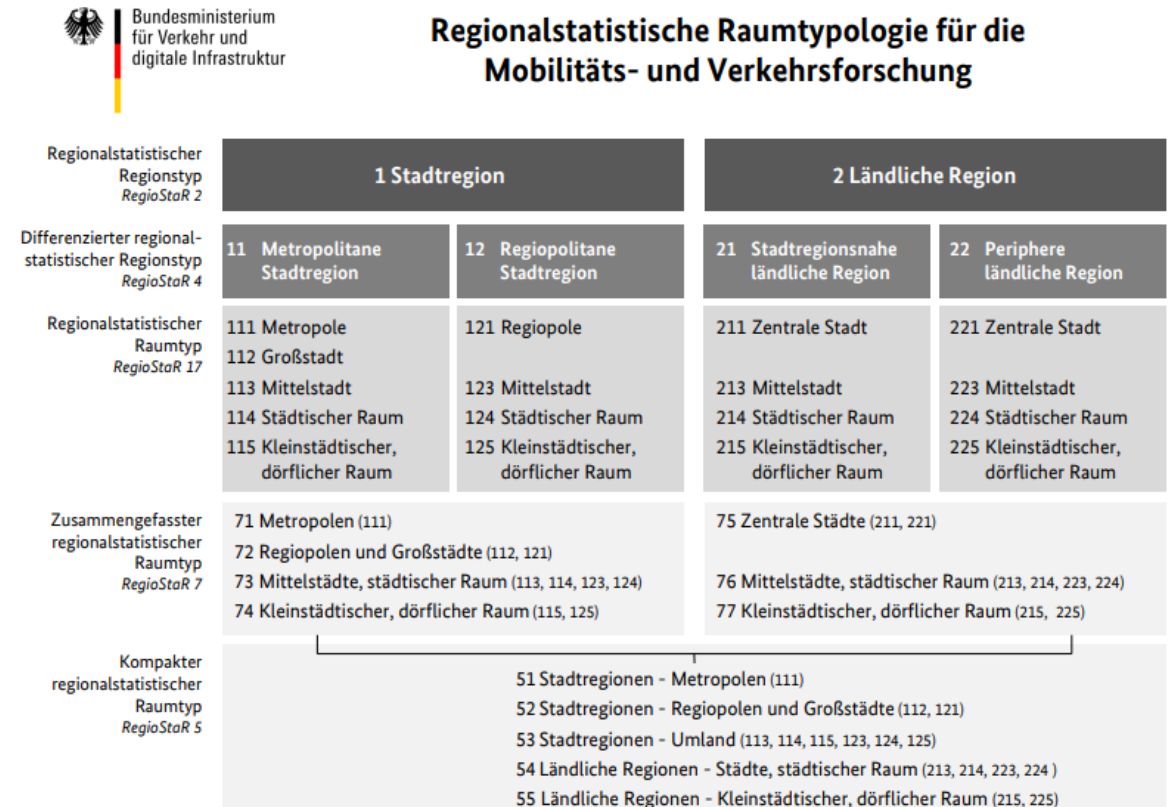 Bundesministerium
für Verkehr und
digitale Infrastruktur
Regionalstatistische Raumtypologie für die
Mobilitäts- und Verkehrsforschung
Regionalstatistischer
Regionstyp
RegioStaR 2
1 Stadtregion
2 Ländliche Region
Differenzierter regional-
statistischer Regionstyp
RegioStaR 4
11 Metropolitane
Stadtregion
12 Regiopolitane
Stadtregion
21 Stadtregionsnahe
ländliche Region
22 Periphere
ländliche Region
Regionalstatistischer
Raumtyp
RegioStaR 17
111 Metropole
112 Großstadt
113 Mittelstadt
114 Städtischer Raum
115 Kleinstädtischer,
dörflicher Raum
121 Regiopole
123 Mittelstadt
124 Städtischer Raum
125 Kleinstädtischer,
dörflicher Raum
211 Zentrale Stadt
213 Mittelstadt
214 Städtischer Raum
215 Kleinstädtischer,
dörflicher Raum
221 Zentrale Stadt
223 Mittelstadt
224 Städtischer Raum
225 Kleinstädtischer,
dörflicher Raum
Zusammengefasster
regionalstatistischer
Raumtyp
RegioStaR 7
71 Metropolen (111)
72 Regiopolen und Großstädte (112, 121)
73 Mittelstädte, städtischer Raum (113, 114, 123, 124)
74 Kleinstädtischer, dörflicher Raum (115, 125)
75 Zentrale Städte (211, 221)
76 Mittelstädte, städtischer Raum (213, 214, 223, 224)
77 Kleinstädtischer, dörflicher Raum (215, 225)
Kompakter
regionalstatistischer
Raumtyp
RegioStaR 5
51 Stadtregionen - Metropolen (111)
52 Stadtregionen - Regiopolen und Großstädte (112, 121)
53 Stadtregionen - Umland (113, 114, 115, 123, 124, 125)
54 Ländliche Regionen - Städte, städtischer Raum (213, 214, 223, 224 )
55 Ländliche Regionen - Kleinstädtischer, dörflicher Raum (215, 225)